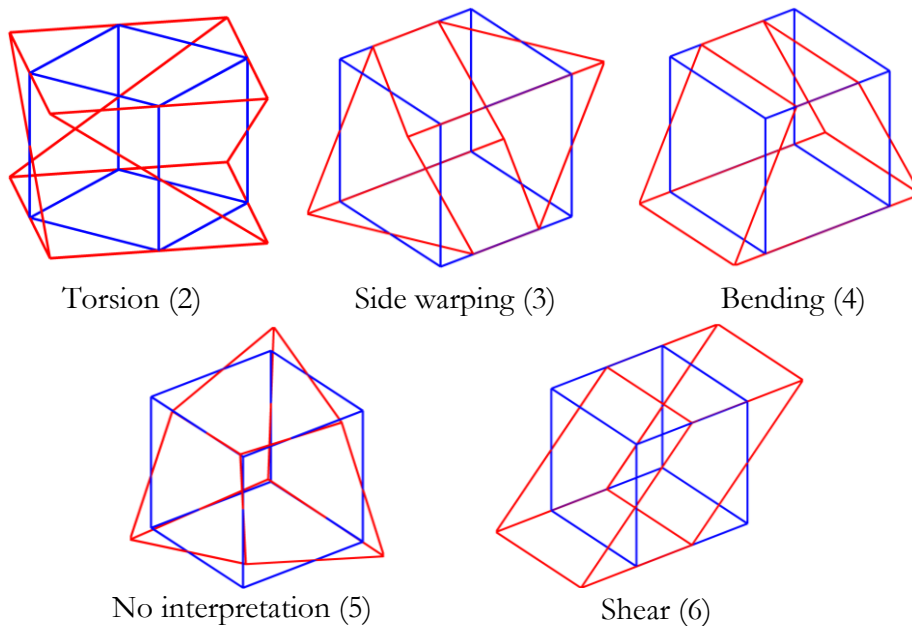 Torsion (2)
Side warping (3)
Bending (4)
No interpretation (5)
Shear (6)